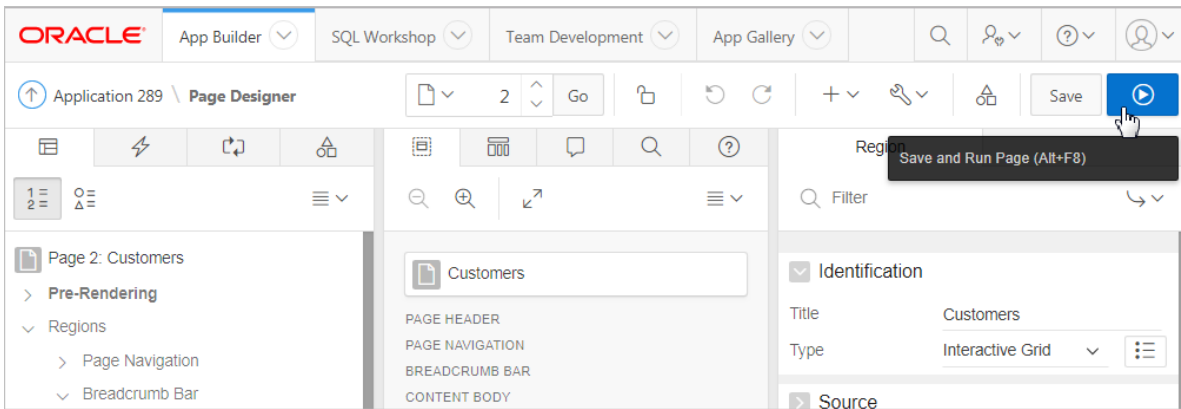 ORACLE App Builder SQL Workshop Team Development App Gallery
Application 289 \ Page Designer 2 Go Save
Region
Save and Run Page (Alt+F8)
Filter
Page 2: Customers
Pre-Rendering
Regions
Page Navigation
Breadcrumb Bar
Customers
PAGE HEADER
PAGE NAVIGATION
BREADCRUMB BAR
CONTENT BODY
Identification
Title Customers
Type Interactive Grid
Source